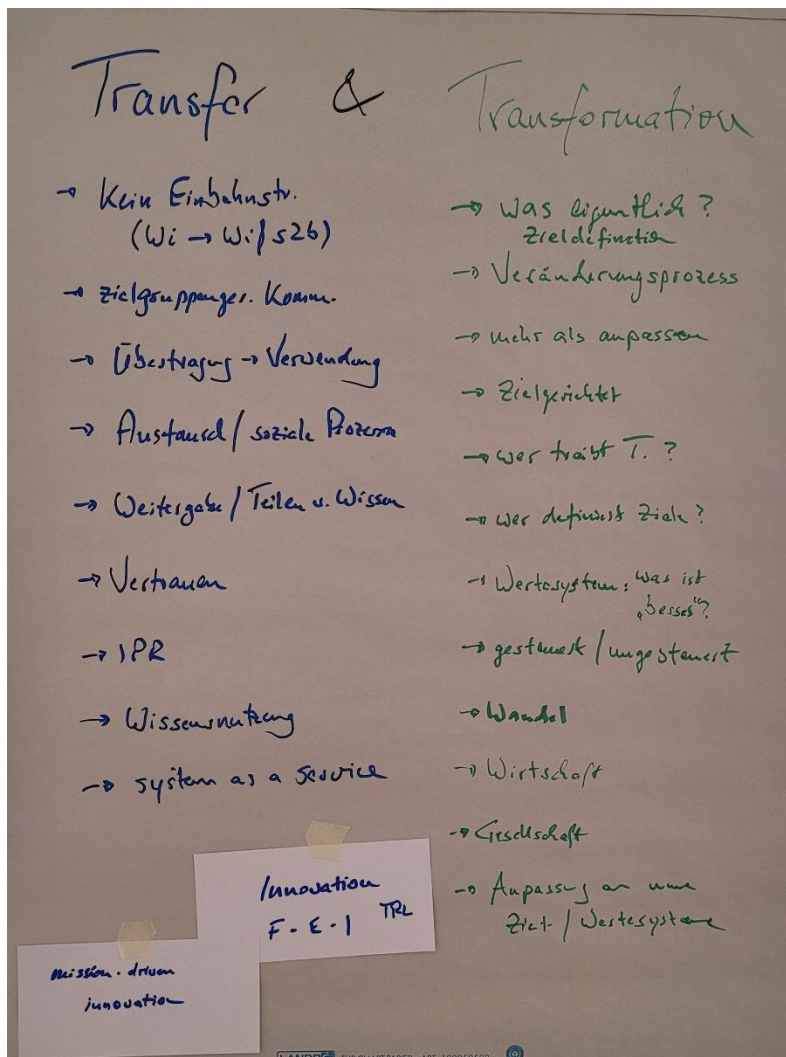 Transfer & Transformation
→ Kein Einbahnstr.
(Wi → Wi/s2b)
→ zielgruppenger. Komm.
→ Übertragung → Verwendung
→ Austausch / soziale Prozesse
→ Weitergabe / Teilen v. Wissen
→ Vertrauen
→ IPR
→ Wissensnutzung
→ system as a service
→ Was eigentlich?
Zieldefinition
→ Veränderungsprozess
→ mehr als anpassen
→ Zielgerichtet
→ wer treibt T.?
→ wer definiert Ziele?
→ Wertesystem: was ist
„besser“?
→ gesteuert / ungesteuert
→ Wandel
→ Wirtschaft
→ Gesellschaft
→ Anpassung an neue
Ziel- / Wertesysteme
Innovation
F - E - I TRL
mission-driven
innovation
LANDRÉ